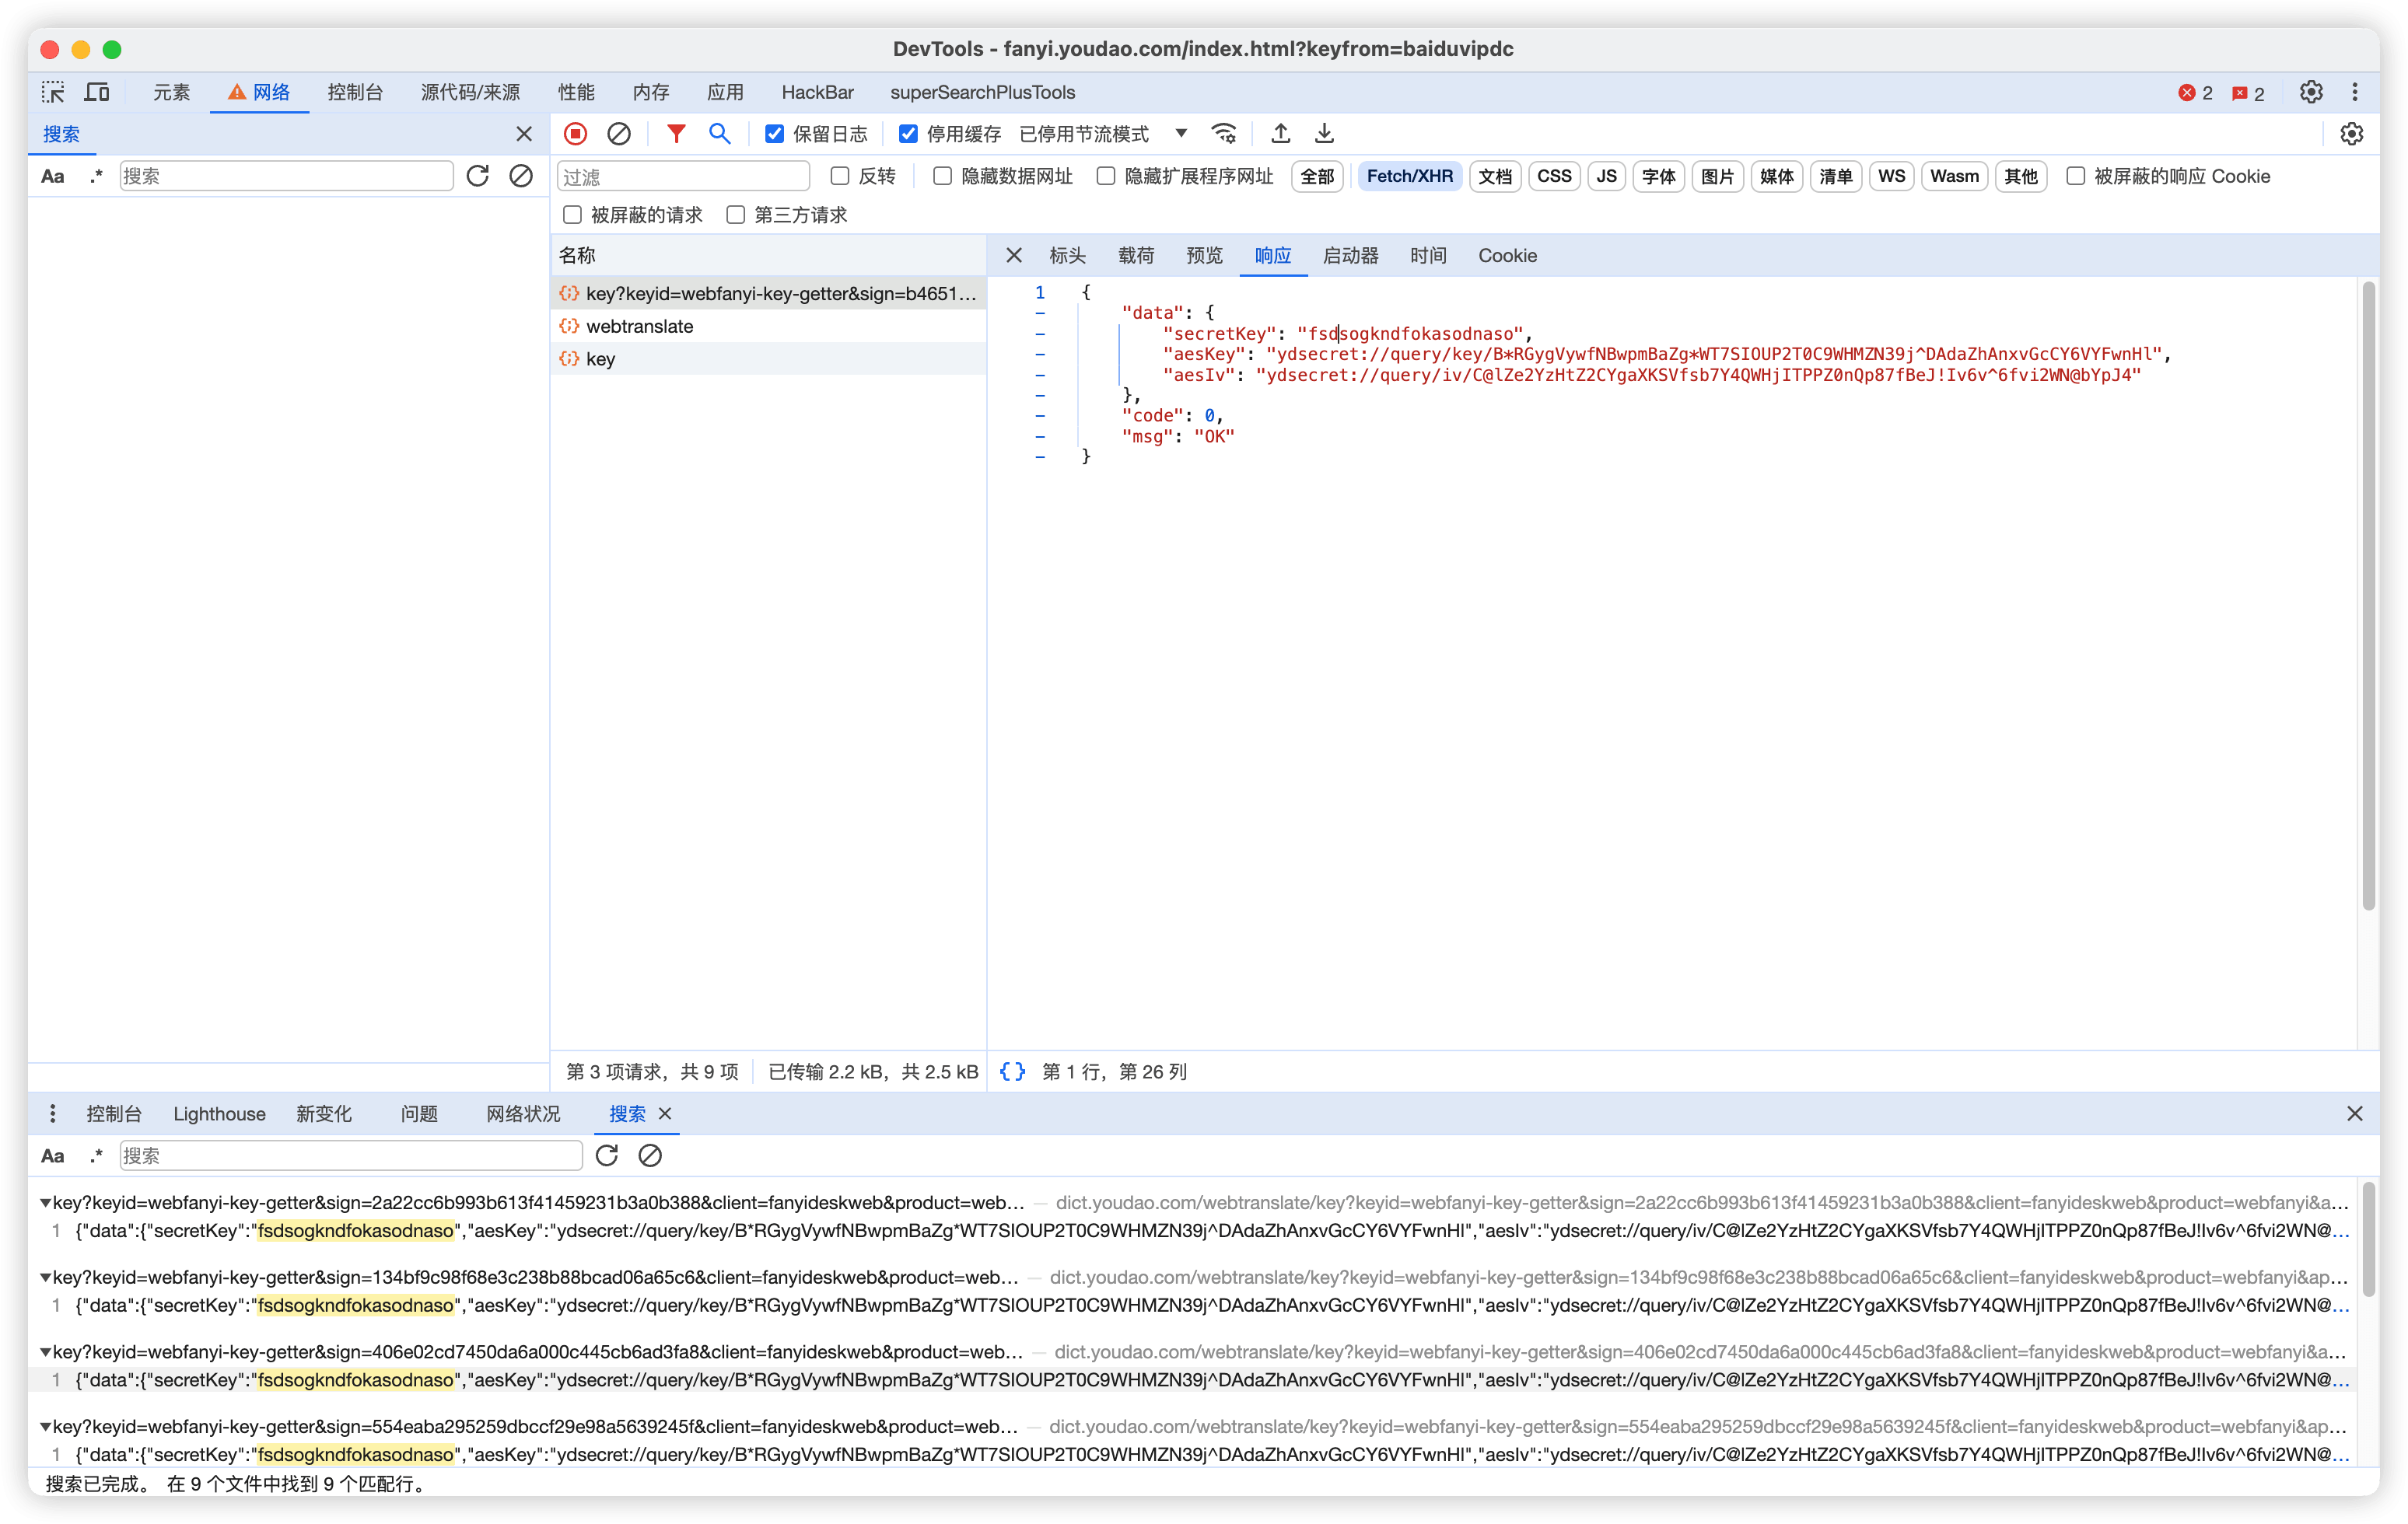 DevTools - fanyi.youdao.com/index.html?keyfrom=baiduvipdc
元素 网络 控制台 源代码/来源 性能 内存 应用 HackBar superSearchPlusTools 2 2
搜索
保留日志 停用缓存 已停用节流模式
Aa .* 搜索
过滤 反转 隐藏数据网址 隐藏扩展程序网址 全部 Fetch/XHR 文档 CSS JS 字体 图片 媒体 清单 WS Wasm 其他 被屏蔽的响应 Cookie
被屏蔽的请求 第三方请求
名称
key?keyid=webfanyi-key-getter&sign=b4651...
webtranslate
key
标头 载荷 预览 响应 启动器 时间 Cookie
1 {
- "data": {
- "secretKey": "fsdsogkndfokasodnaso",
- "aesKey": "ydsecret://query/key/B*RGygVywfNBwpmBaZg*WT7SIOUP2T0C9WHMZN39j^DAdaZhAnxvGcCY6VYFwnHl",
- "aesIv": "ydsecret://query/iv/C@lZe2YzHtZ2CYgaXKSVfsb7Y4QWHjITPPZ0nQp87fBeJ!Iv6v^6fvi2WN@bYpJ4"
- },
- "code": 0,
- "msg": "OK"
- }
第 3 项请求，共 9 项 已传输 2.2 kB，共 2.5 kB
{} 第 1 行，第 26 列
控制台 Lighthouse 新变化 问题 网络状况 搜索
Aa .* 搜索
key?keyid=webfanyi-key-getter&sign=2a22cc6b993b613f41459231b3a0b388&client=fanyideskweb&product=web... — dict.youdao.com/webtranslate/key?keyid=webfanyi-key-getter&sign=2a22cc6b993b613f41459231b3a0b388&client=fanyideskweb&product=webfanyi&a...
1 {"data":{"secretKey":"fsdsogkndfokasodnaso","aesKey":"ydsecret://query/key/B*RGygVywfNBwpmBaZg*WT7SIOUP2T0C9WHMZN39j^DAdaZhAnxvGcCY6VYFwnHl","aesIv":"ydsecret://query/iv/C@lZe2YzHtZ2CYgaXKSVfsb7Y4QWHjITPPZ0nQp87fBeJ!Iv6v^6fvi2WN@...
key?keyid=webfanyi-key-getter&sign=134bf9c98f68e3c238b88bcad06a65c6&client=fanyideskweb&product=web... — dict.youdao.com/webtranslate/key?keyid=webfanyi-key-getter&sign=134bf9c98f68e3c238b88bcad06a65c6&client=fanyideskweb&product=webfanyi&ap...
1 {"data":{"secretKey":"fsdsogkndfokasodnaso","aesKey":"ydsecret://query/key/B*RGygVywfNBwpmBaZg*WT7SIOUP2T0C9WHMZN39j^DAdaZhAnxvGcCY6VYFwnHl","aesIv":"ydsecret://query/iv/C@lZe2YzHtZ2CYgaXKSVfsb7Y4QWHjITPPZ0nQp87fBeJ!Iv6v^6fvi2WN@...
key?keyid=webfanyi-key-getter&sign=406e02cd7450da6a000c445cb6ad3fa8&client=fanyideskweb&product=web... — dict.youdao.com/webtranslate/key?keyid=webfanyi-key-getter&sign=406e02cd7450da6a000c445cb6ad3fa8&client=fanyideskweb&product=webfanyi&a...
1 {"data":{"secretKey":"fsdsogkndfokasodnaso","aesKey":"ydsecret://query/key/B*RGygVywfNBwpmBaZg*WT7SIOUP2T0C9WHMZN39j^DAdaZhAnxvGcCY6VYFwnHl","aesIv":"ydsecret://query/iv/C@lZe2YzHtZ2CYgaXKSVfsb7Y4QWHjITPPZ0nQp87fBeJ!Iv6v^6fvi2WN@...
key?keyid=webfanyi-key-getter&sign=554eaba295259dbccf29e98a5639245f&client=fanyideskweb&product=web... — dict.youdao.com/webtranslate/key?keyid=webfanyi-key-getter&sign=554eaba295259dbccf29e98a5639245f&client=fanyideskweb&product=webfanyi&ap...
1 {"data":{"secretKey":"fsdsogkndfokasodnaso","aesKey":"ydsecret://query/key/B*RGygVywfNBwpmBaZg*WT7SIOUP2T0C9WHMZN39j^DAdaZhAnxvGcCY6VYFwnHl","aesIv":"ydsecret://query/iv/C@lZe2YzHtZ2CYgaXKSVfsb7Y4QWHjITPPZ0nQp87fBeJ!Iv6v^6fvi2WN@...
搜索已完成。 在 9 个文件中找到 9 个匹配行。